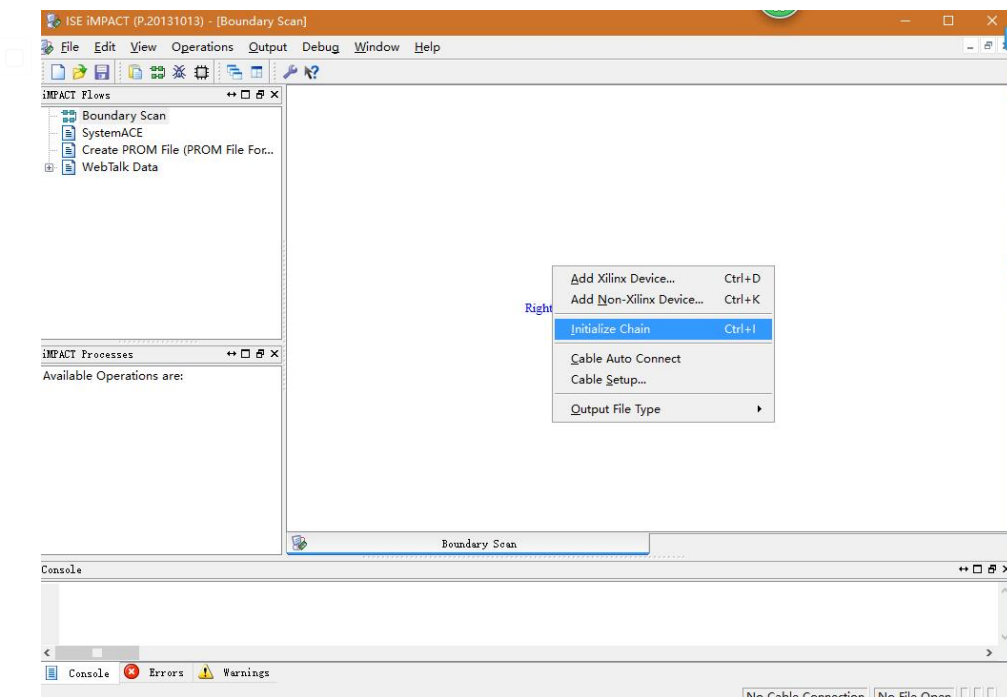 ISE iMPACT (P.20131013) - [Boundary Scan]
File Edit View Operations Output Debug Window Help
iMPACT Flows
Boundary Scan
SystemACE
Create PROM File (PROM File For...
WebTalk Data
Right
Add Xilinx Device... Ctrl+D
Add Non-Xilinx Device... Ctrl+K
Initialize Chain Ctrl+I
Cable Auto Connect
Cable Setup...
Output File Type
iMPACT Processes
Available Operations are:
Boundary Scan
Console
Console Errors Warnings
No Cable Connection No File Open